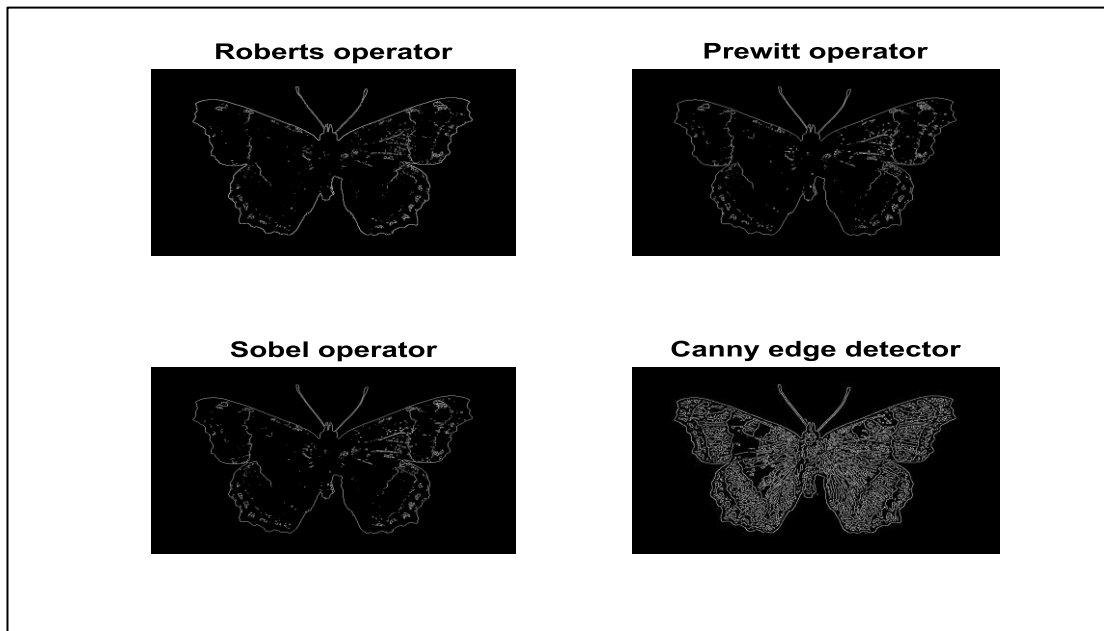 Roberts operator
Prewitt operator
Sobel operator
Canny edge detector